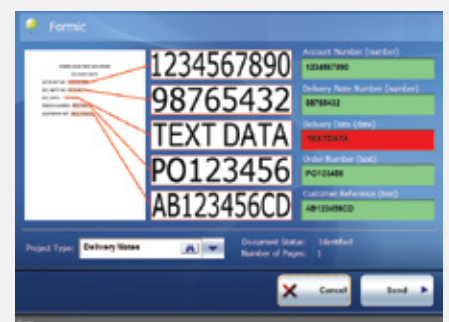 Formic
1234567890
98765432
TEXT DATA
PO123456
AB123456CD
Account Number (number)
1234567890
Delivery Note Number (number)
98765432
Delivery Data (date)
TEXTDATA
Order Number (text)
PO123456
Customer Reference (text)
AB123456CD
Project Type: Delivery Notes
Document Status: Identified
Number of Pages: 1
Cancel
Send